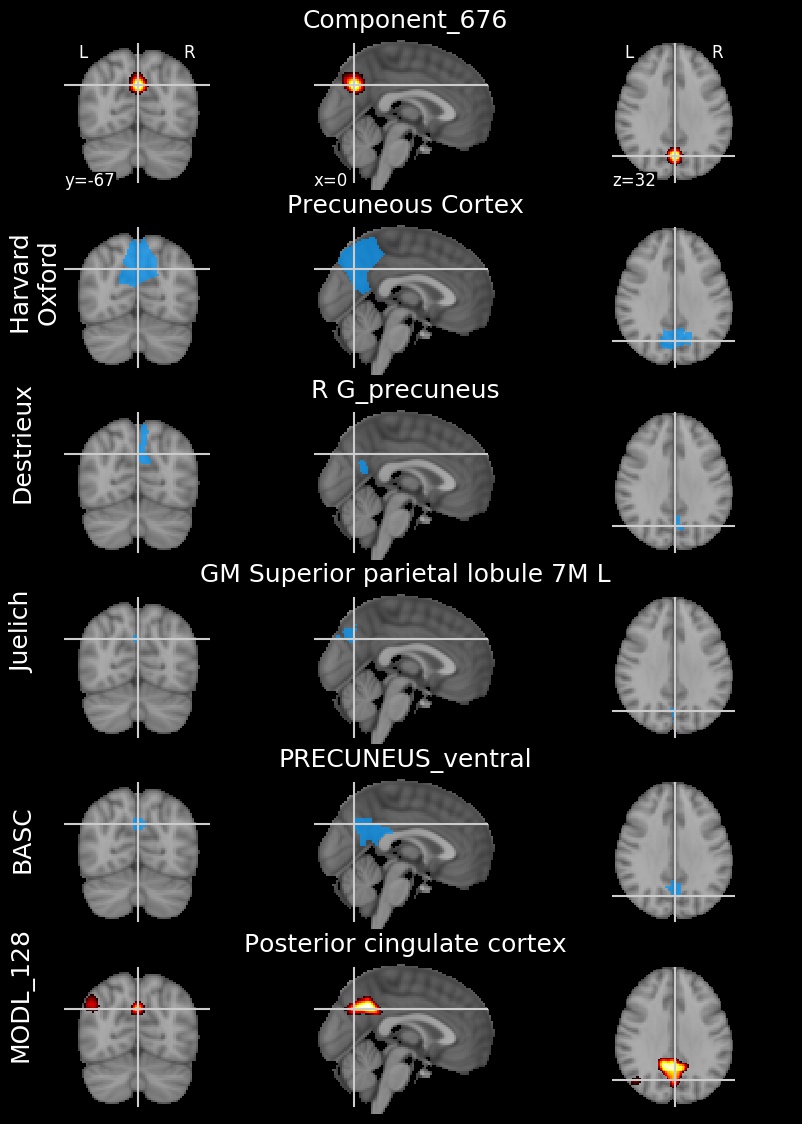 Component_676
L R L R
y=-67 x=0 z=32
Precuneous Cortex
Harvard
Oxford
R G_precuneus
Destrieux
GM Superior parietal lobule 7M L
Juelich
PRECUNEUS_ventral
BASC
Posterior cingulate cortex
MODL_128